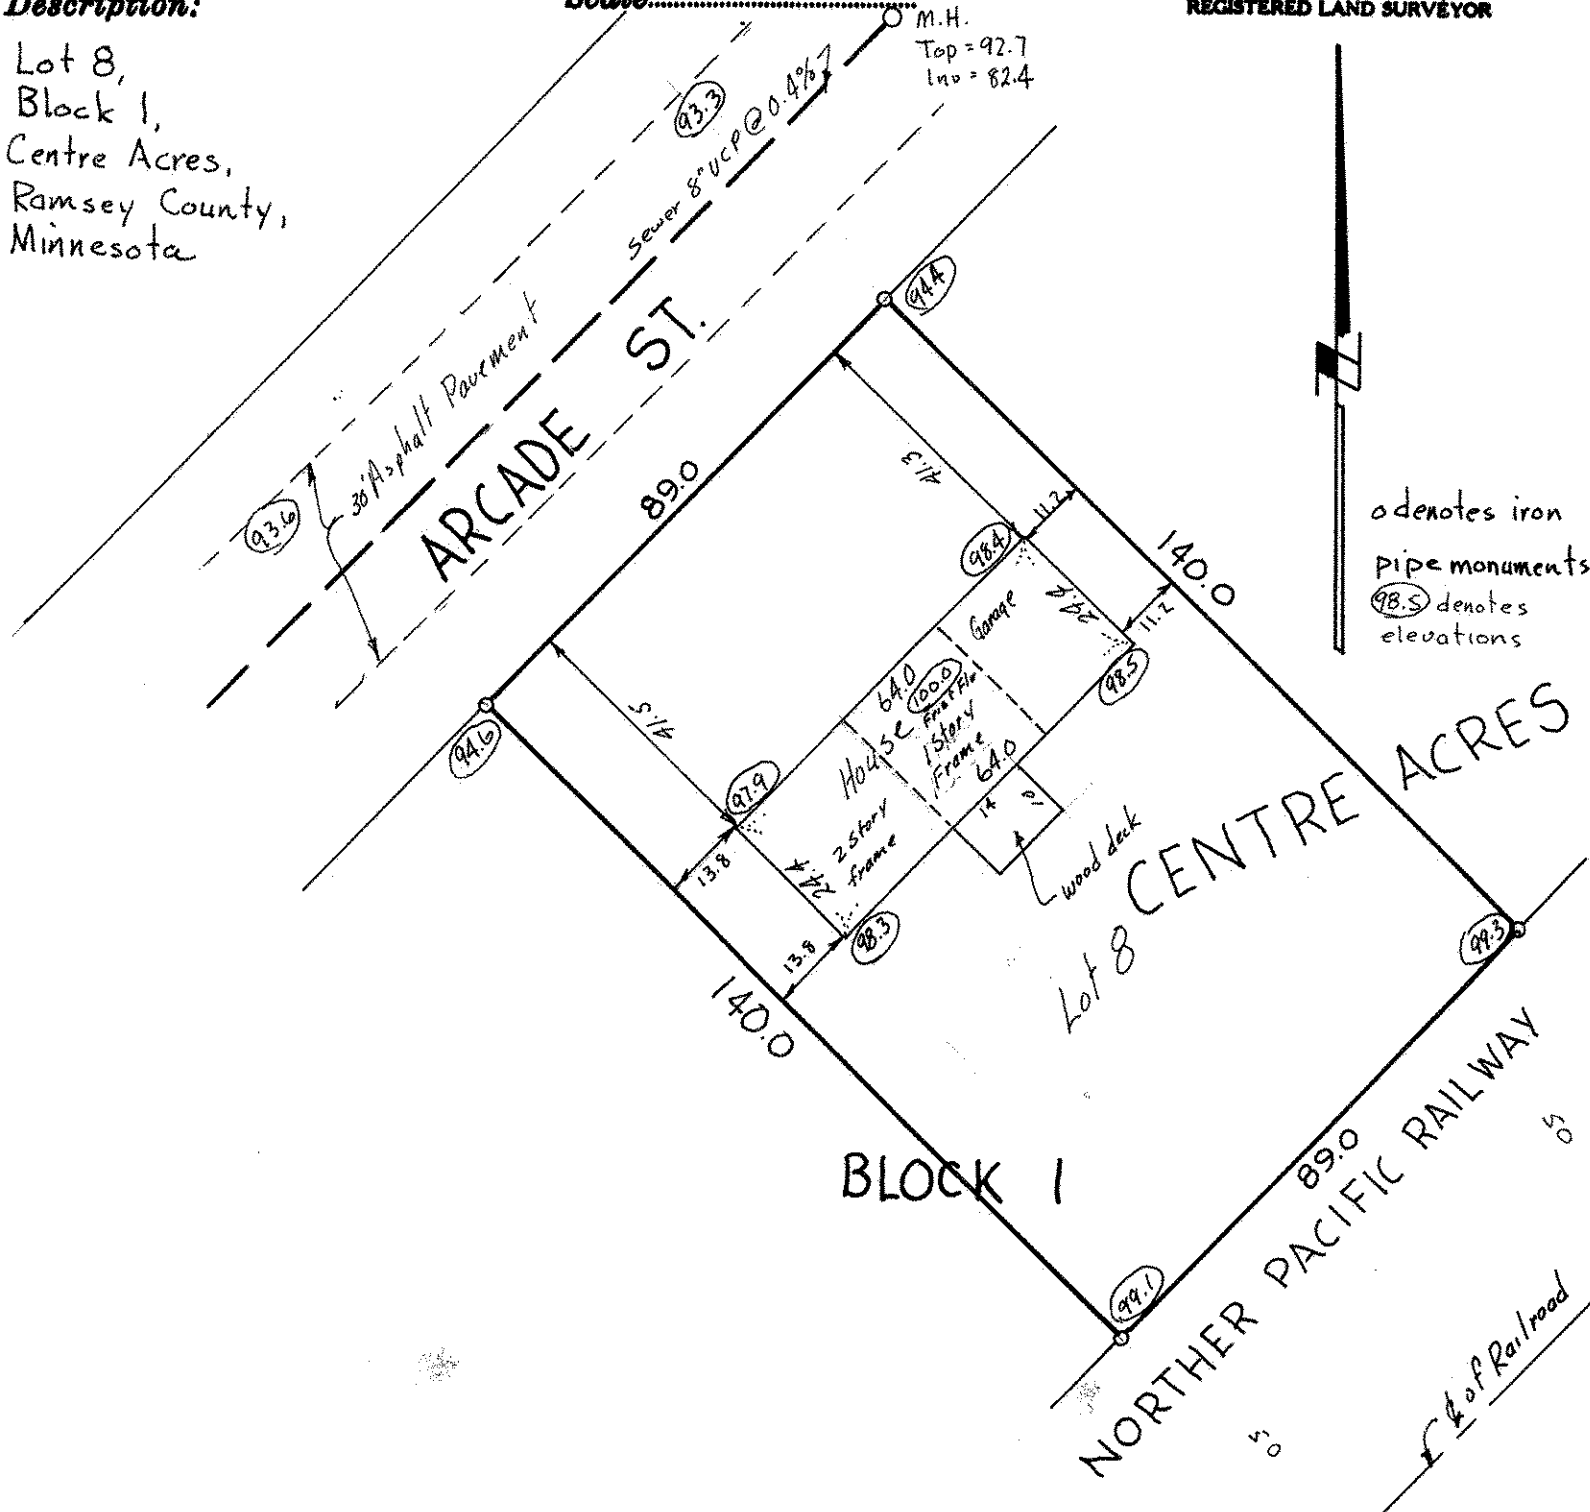 Description:
Scale
REGISTERED LAND SURVEYOR
Lot 8,
Block 1,
Centre Acres,
Ramsey County,
Minnesota
M.H.
Top = 92.7
Inv = 82.4
93.3
Sewer 8" VCP @ 0.4%
94.4
30' Asphalt Pavement
93.6
ARCADE ST.
89.0
41.3
11.2
98.4
140.0
o denotes iron
pipe monuments
98.5 denotes
elevations
24.4
11.2
Garage
98.5
64.0
100.0
First Flr
House
1 Story
Frame
64.0
94.6
41.5
97.9
13.8
24.4
2 Story
frame
14
10
wood deck
98.3
13.8
140.0
Lot 8
CENTRE ACRES
99.3
BLOCK 1
89.0
99.1
NORTHER PACIFIC RAILWAY
50
50
℄ of Railroad